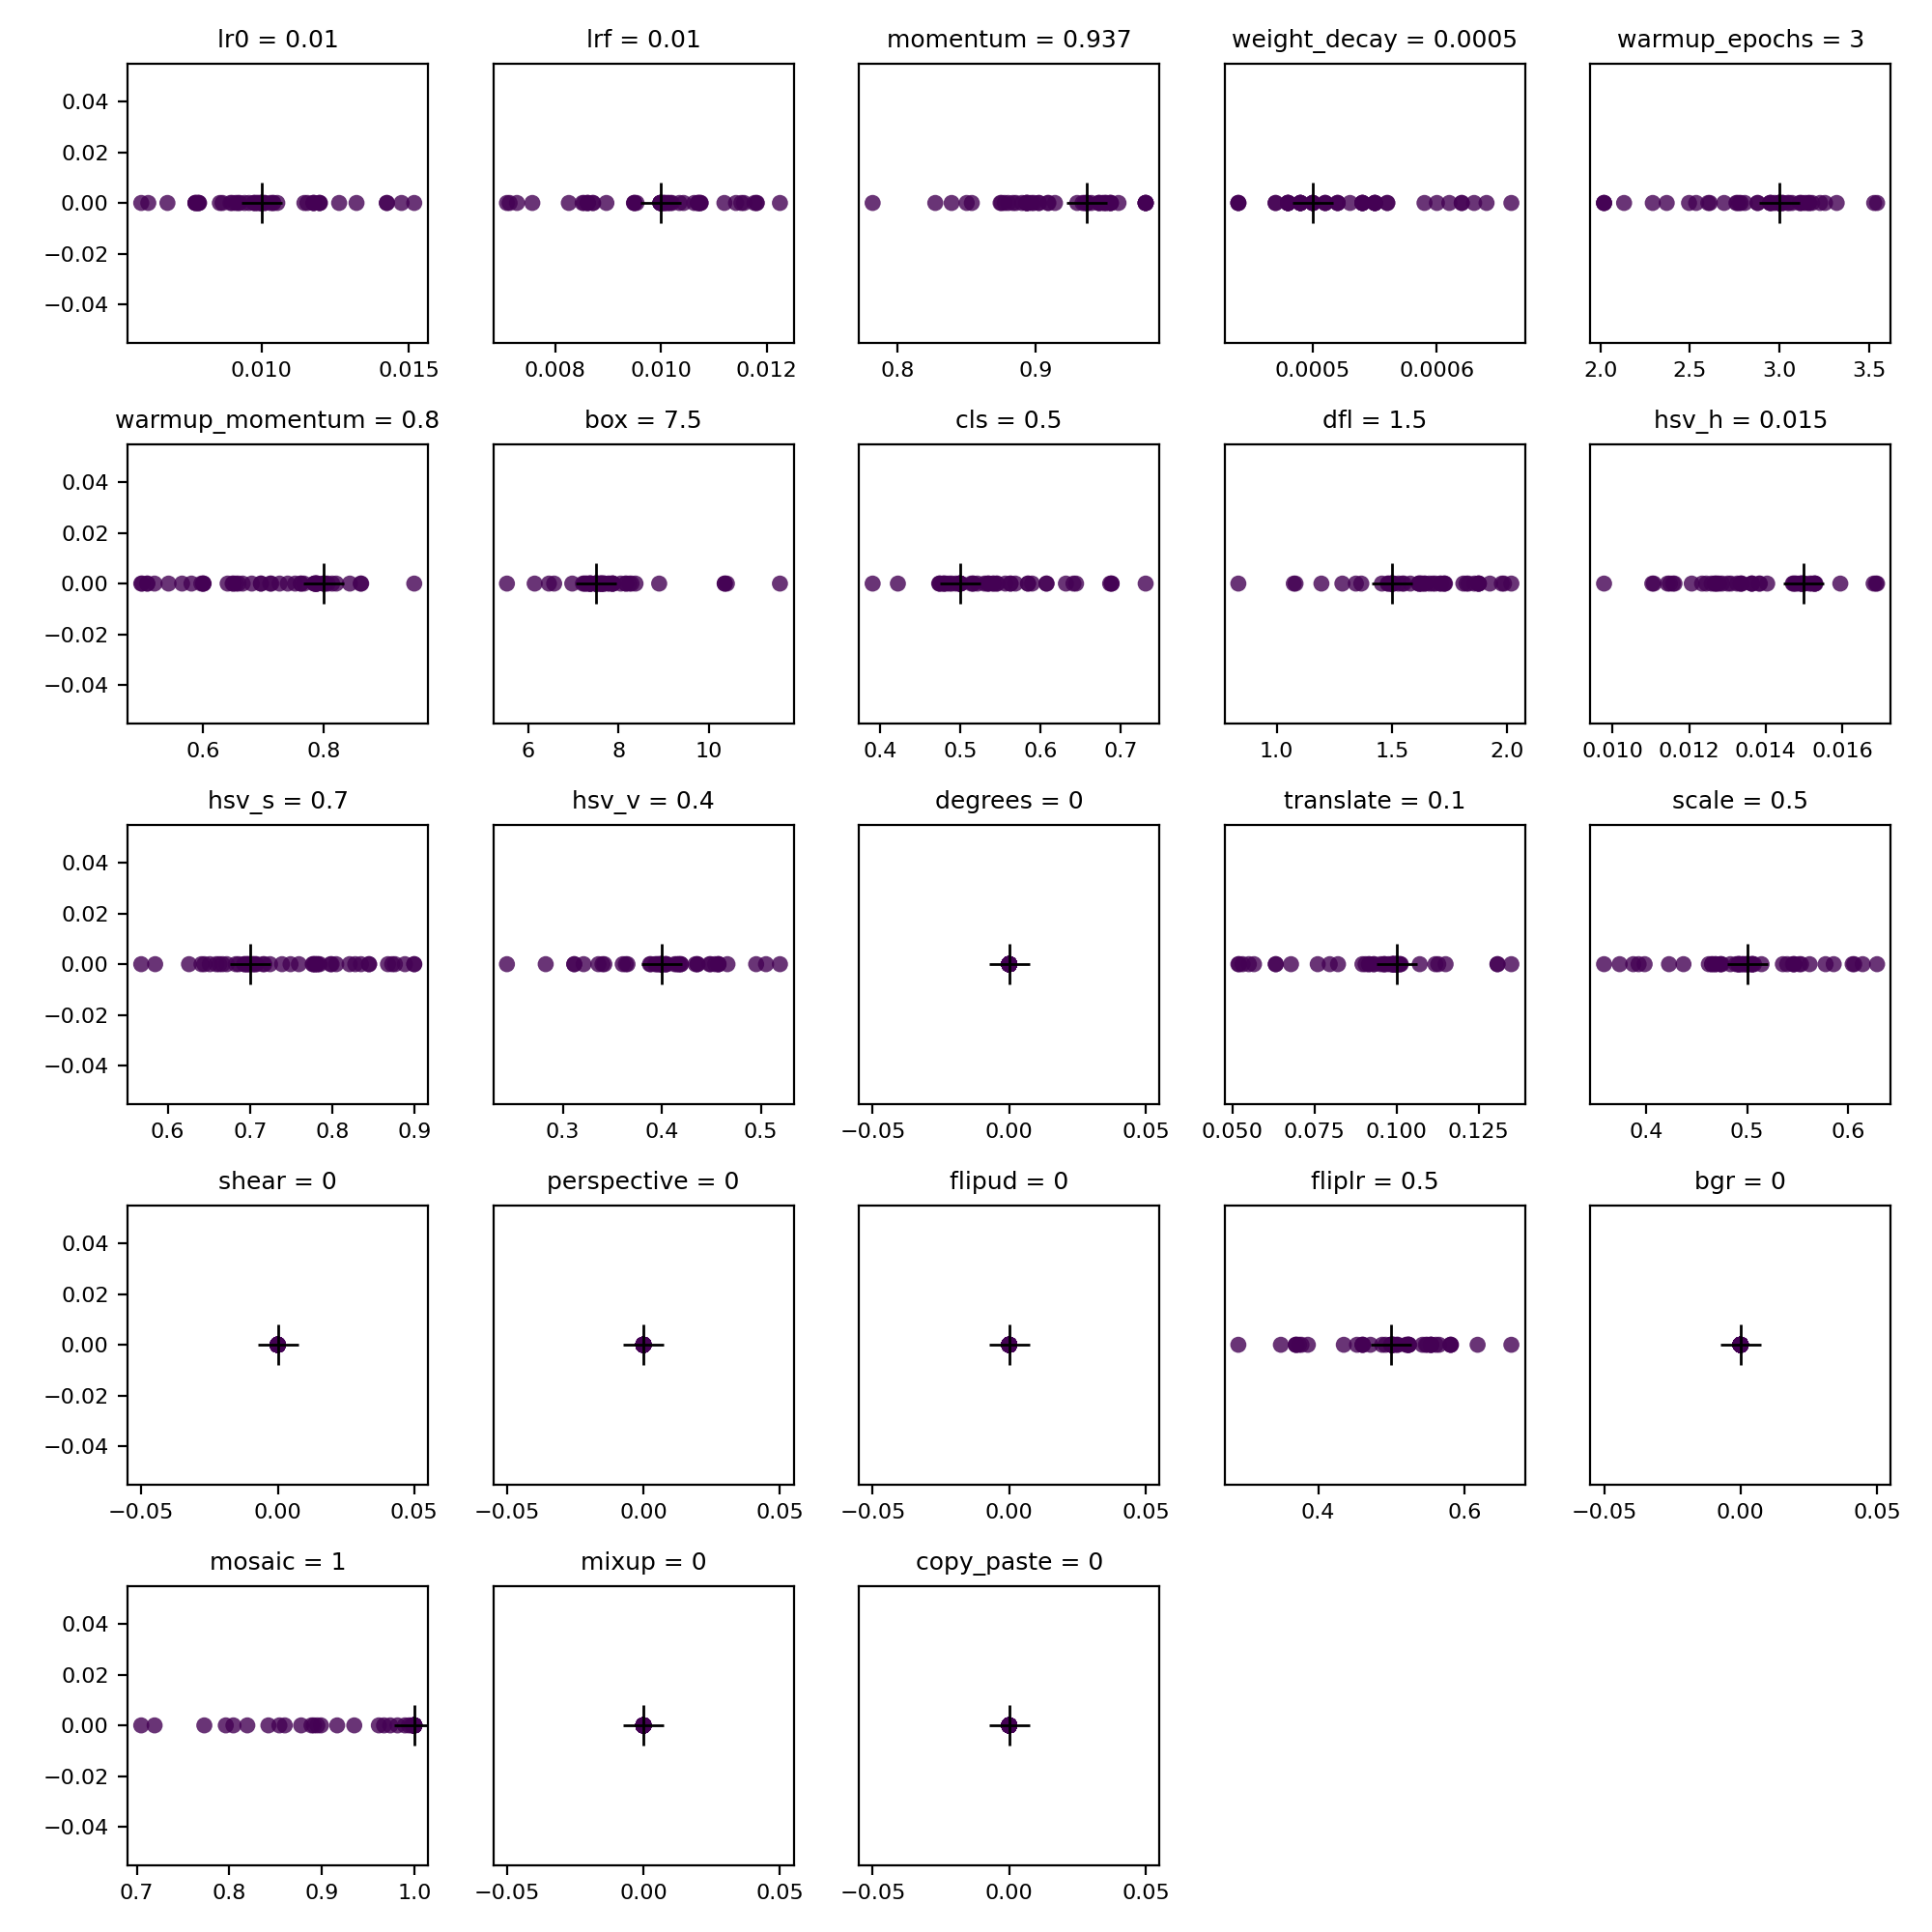 lr0 = 0.01 lrf = 0.01 momentum = 0.937 weight_decay = 0.0005 warmup_epochs = 3
0.04
0.02
0.00
−0.02
−0.04
0.010 0.015 0.008 0.010 0.012 0.8 0.9 0.0005 0.0006 2.0 2.5 3.0 3.5
warmup_momentum = 0.8 box = 7.5 cls = 0.5 dfl = 1.5 hsv_h = 0.015
0.04
0.02
0.00
−0.02
−0.04
0.6 0.8 6 8 10 0.4 0.5 0.6 0.7 1.0 1.5 2.0 0.010 0.012 0.014 0.016
hsv_s = 0.7 hsv_v = 0.4 degrees = 0 translate = 0.1 scale = 0.5
0.04
0.02
0.00
−0.02
−0.04
0.6 0.7 0.8 0.9 0.3 0.4 0.5 −0.05 0.00 0.05 0.050 0.075 0.100 0.125 0.4 0.5 0.6
shear = 0 perspective = 0 flipud = 0 fliplr = 0.5 bgr = 0
0.04
0.02
0.00
−0.02
−0.04
−0.05 0.00 0.05 −0.05 0.00 0.05 −0.05 0.00 0.05 0.4 0.6 −0.05 0.00 0.05
mosaic = 1 mixup = 0 copy_paste = 0
0.04
0.02
0.00
−0.02
−0.04
0.7 0.8 0.9 1.0 −0.05 0.00 0.05 −0.05 0.00 0.05